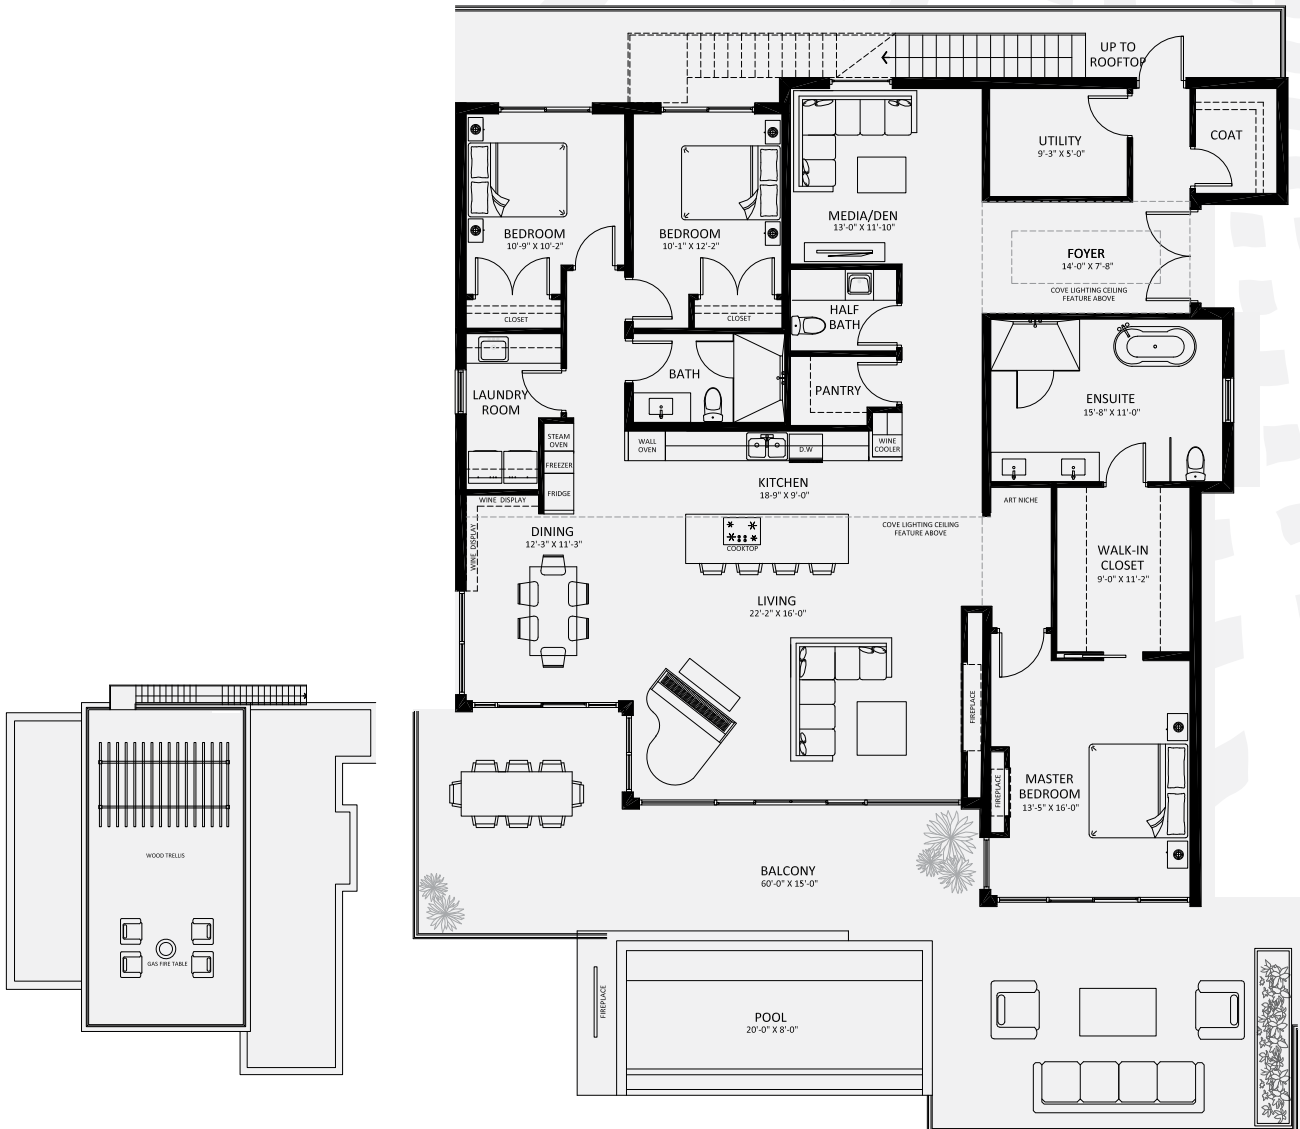 UP TO
ROOFTOP
UTILITY
9'-3" X 5'-0"
COAT
MEDIA/DEN
13'-0" X 11'-10"
BEDROOM
10'-9" X 10'-2"
BEDROOM
10'-1" X 12'-2"
FOYER
14'-0" X 7'-8"
COVE LIGHTING CEILING
FEATURE ABOVE
CLOSET
CLOSET
HALF
BATH
BATH
PANTRY
LAUNDRY
ROOM
ENSUITE
15'-8" X 11'-0"
STEAM
OVEN
FREEZER
FRIDGE
WALL
OVEN
D.W
WINE
COOLER
KITCHEN
18'-9" X 9'-0"
WINE DISPLAY
WINE DISPLAY
ART NICHE
DINING
12'-3" X 11'-3"
COOKTOP
COVE LIGHTING CEILING
FEATURE ABOVE
WALK-IN
CLOSET
9'-0" X 11'-2"
LIVING
22'-2" X 16'-0"
FIREPLACE
FIREPLACE
MASTER
BEDROOM
13'-5" X 16'-0"
WOOD TRELLIS
GAS FIRE TABLE
BALCONY
60'-0" X 15'-0"
FIREPLACE
POOL
20'-0" X 8'-0"